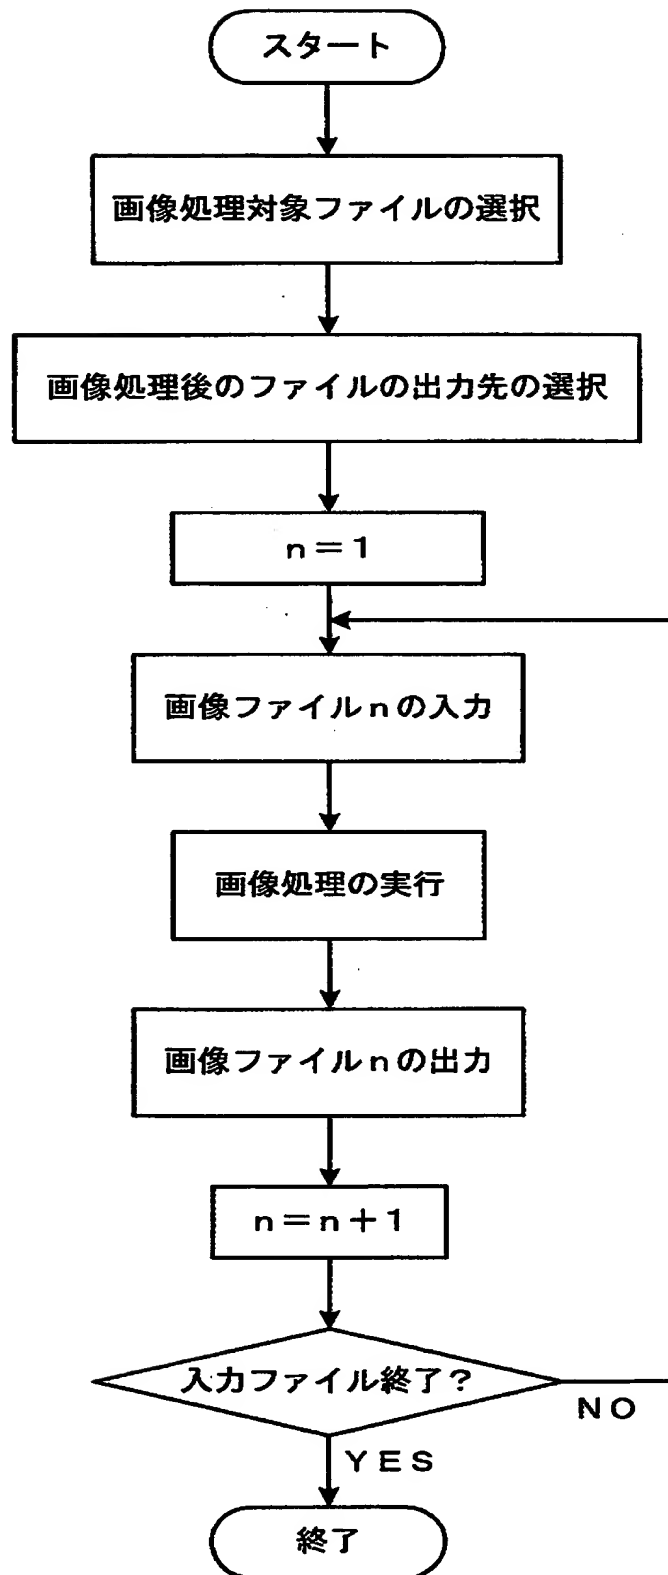 スタート
画像処理対象ファイルの選択
画像処理後のファイルの出力先の選択
n=1
画像ファイルnの入力
画像処理の実行
画像ファイルnの出力
n=n+1
入力ファイル終了?
NO
YES
終了